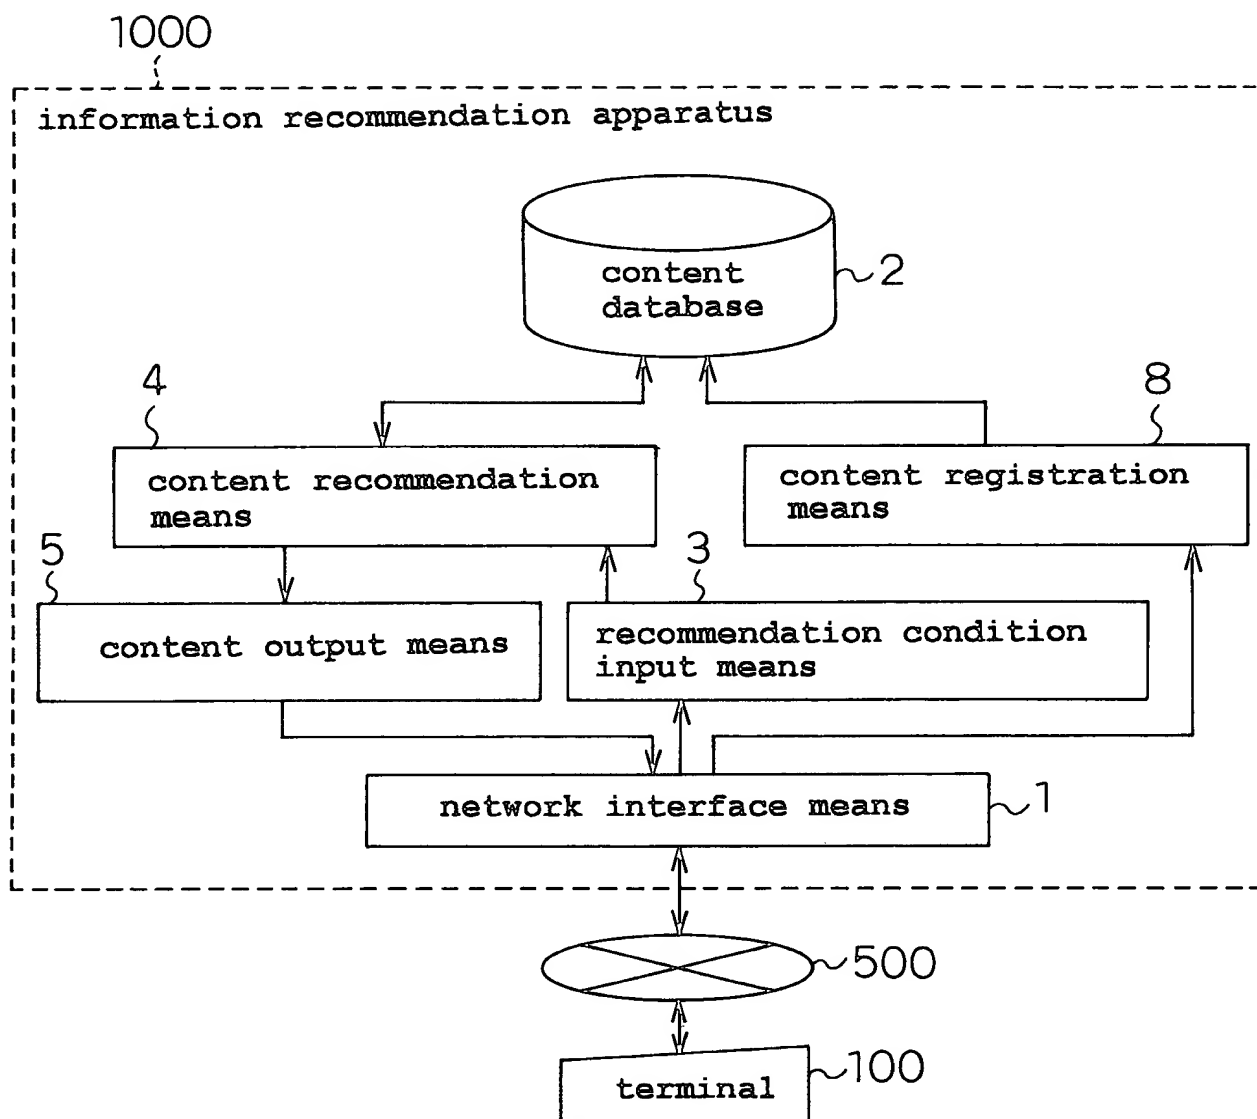 1000
information recommendation apparatus
content
database
2
4
8
content recommendation
means
content registration
means
5
3
content output means
recommendation condition
input means
network interface means
1
500
terminal
100